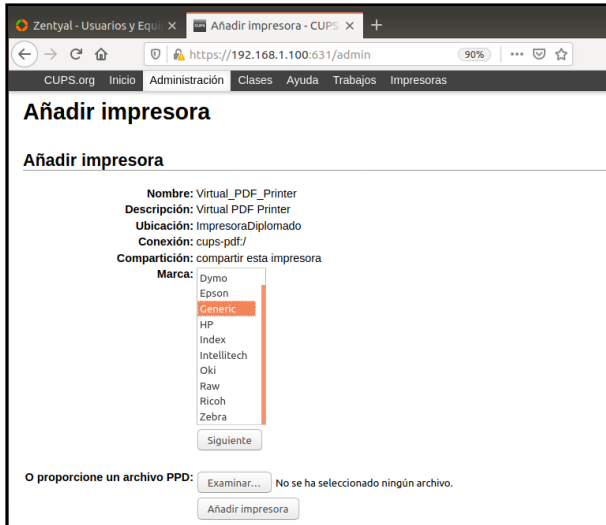 Zentyal - Usuarios y Equi
Añadir impresora - CUPS
https://192.168.1.100:631/admin
90%
CUPS.org Inicio Administración Clases Ayuda Trabajos Impresoras
Añadir impresora
Añadir impresora
Nombre: Virtual_PDF_Printer
Descripción: Virtual PDF Printer
Ubicación: ImpresoraDiplomado
Conexión: cups-pdf:/
Compartición: compartir esta impresora
Marca:
Dymo
Epson
Generic
HP
Index
Intellitech
Oki
Raw
Ricoh
Zebra
Siguiente
O proporcione un archivo PPD: Examinar... No se ha seleccionado ningún archivo.
Añadir impresora